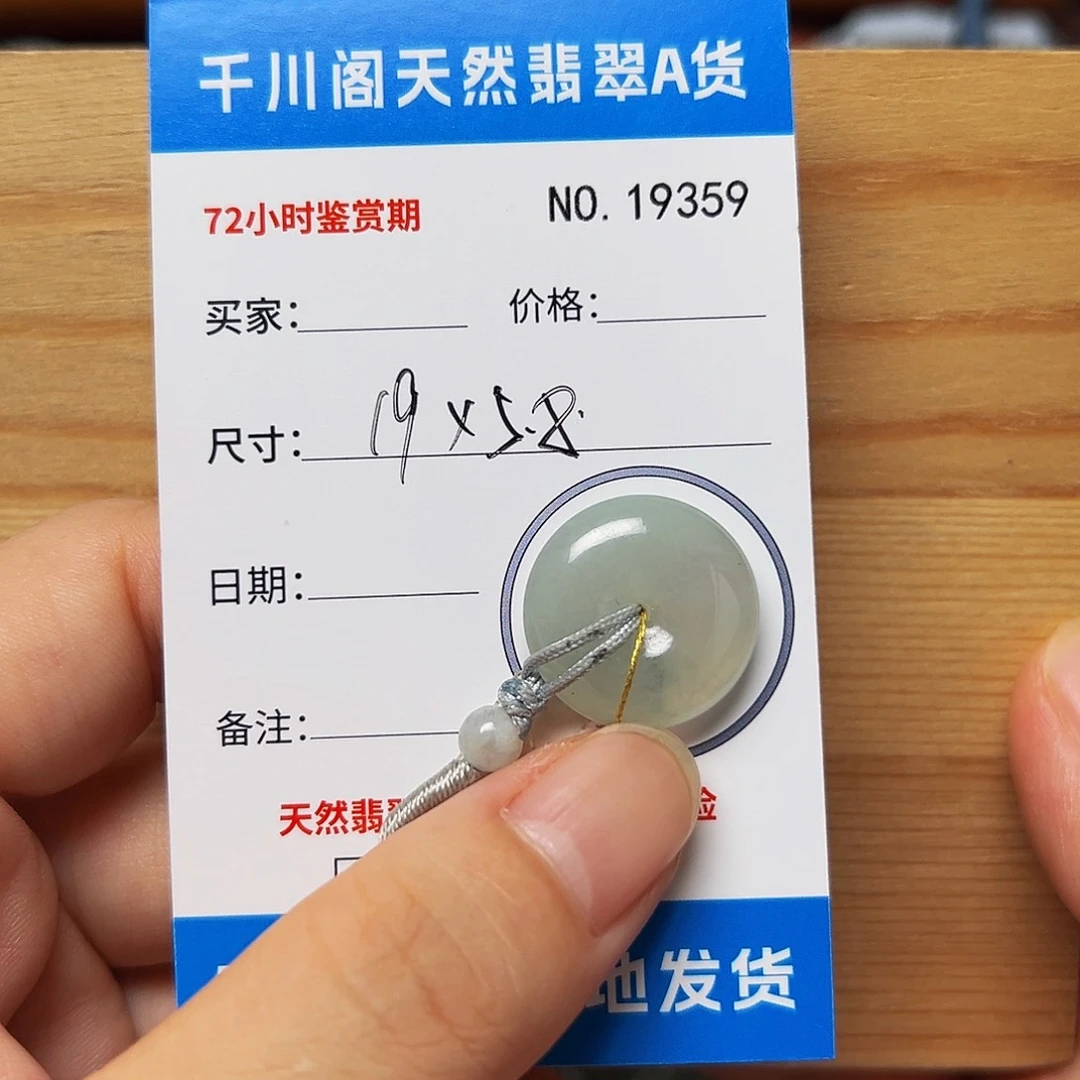 千川阁天然翡翠A货
72小时鉴赏期
NO. 19359
买家：
价格：
尺寸：19×5.8
日期：
备注：
天然翡
地发货